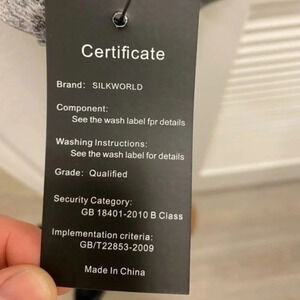 Certificate
Brand: SILKWORLD
Component:
See the wash label fpr details
Washing Instructions:
See the wash label for details
Grade: Qualified
Security Category:
GB 18401-2010 B Class
Implementation criteria:
GB/T22853-2009
Made In China